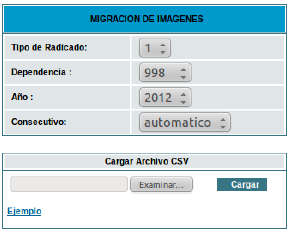 MIGRACION DE IMAGENES
Tipo de Radicado: 1
Dependencia : 998
Año : 2012
Consecutivo: automatico
Cargar Archivo CSV
Examinar... Cargar
Ejemplo